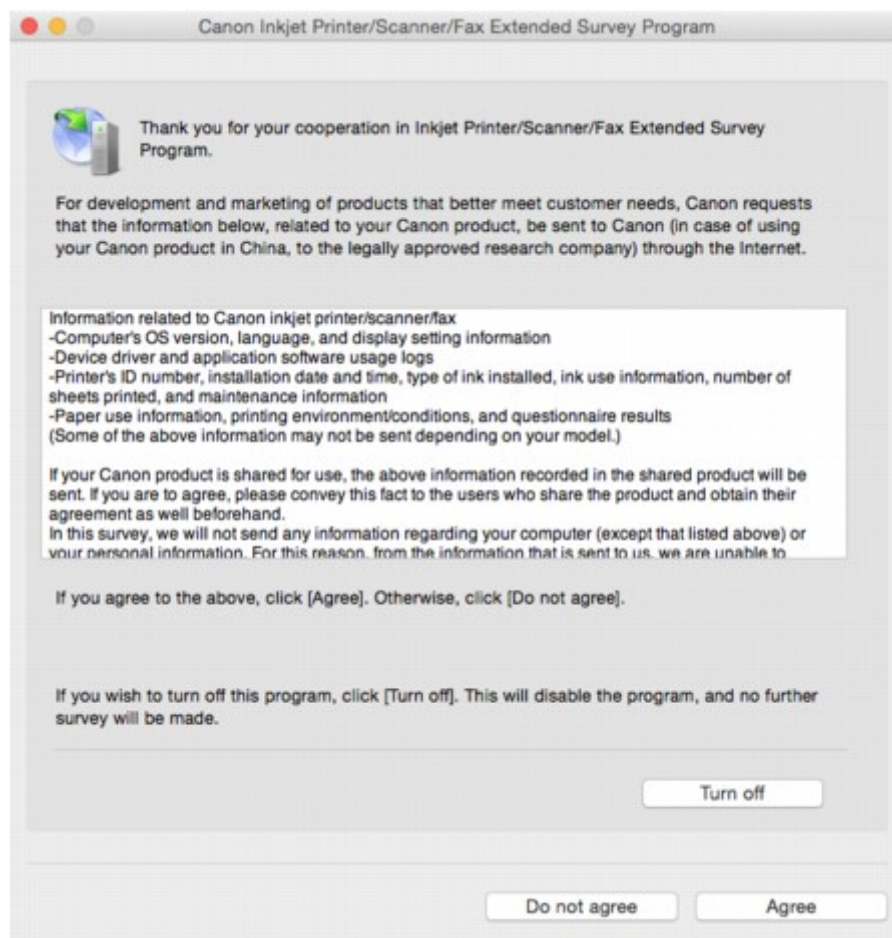 Canon Inkjet Printer/Scanner/Fax Extended Survey Program
Thank you for your cooperation in Inkjet Printer/Scanner/Fax Extended Survey
Program.
For development and marketing of products that better meet customer needs, Canon requests
that the information below, related to your Canon product, be sent to Canon (in case of using
your Canon product in China, to the legally approved research company) through the Internet.
Information related to Canon inkjet printer/scanner/fax
-Computer's OS version, language, and display setting information
-Device driver and application software usage logs
-Printer's ID number, installation date and time, type of ink installed, ink use information, number of
sheets printed, and maintenance information
-Paper use information, printing environment/conditions, and questionnaire results
(Some of the above information may not be sent depending on your model.)
If your Canon product is shared for use, the above information recorded in the shared product will be
sent. If you are to agree, please convey this fact to the users who share the product and obtain their
agreement as well beforehand.
In this survey, we will not send any information regarding your computer (except that listed above) or
your personal information. For this reason, from the information that is sent to us, we are unable to
If you agree to the above, click [Agree]. Otherwise, click [Do not agree].
If you wish to turn off this program, click [Turn off]. This will disable the program, and no further
survey will be made.
Turn off
Do not agree
Agree